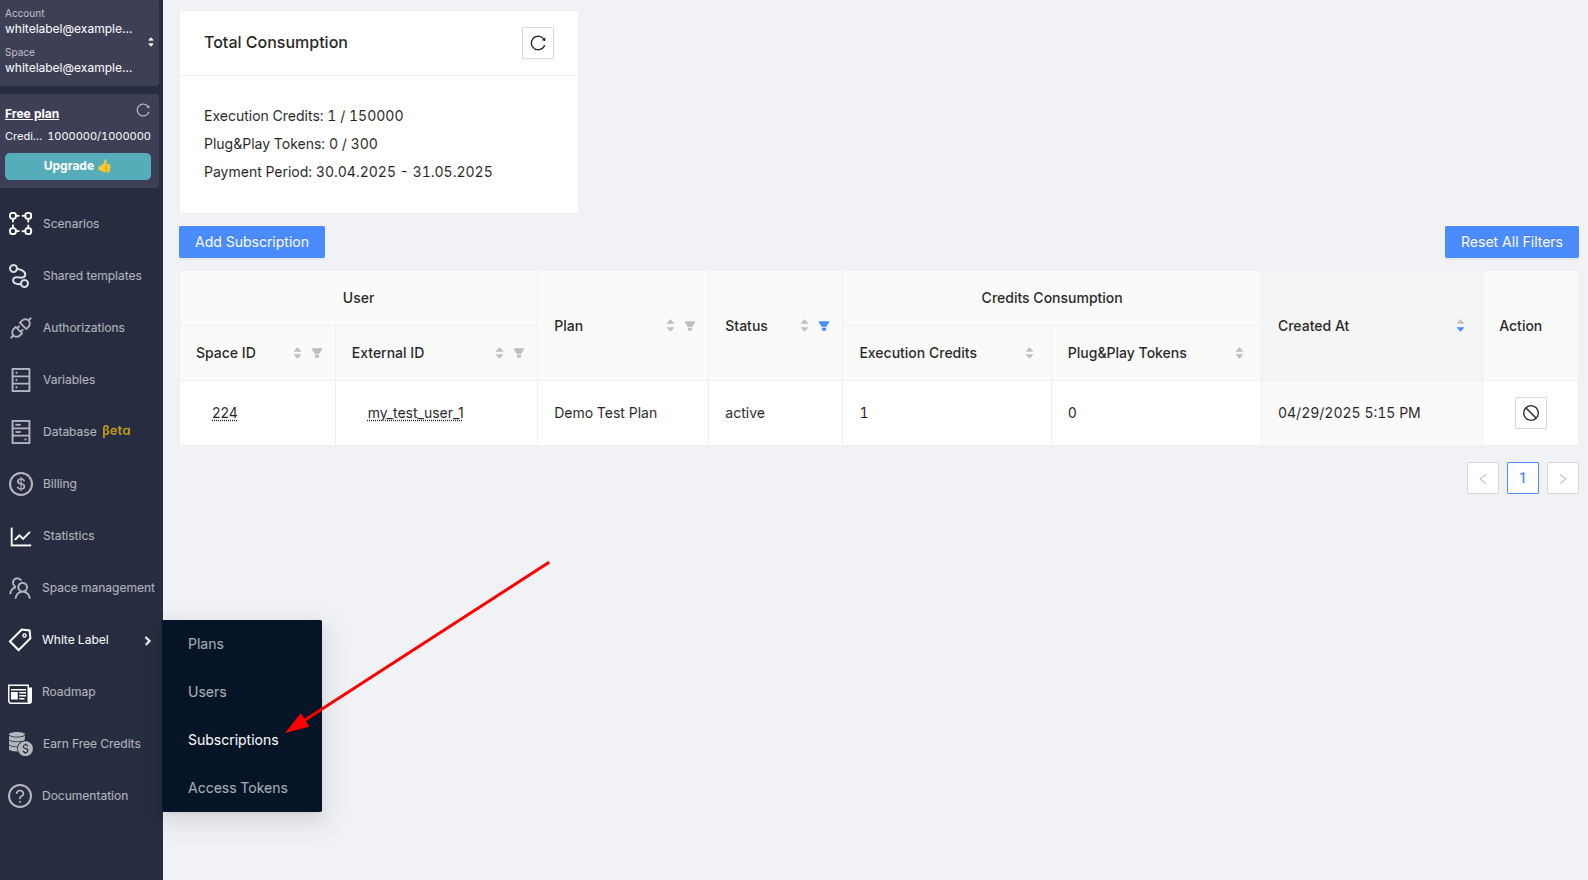 Account
whitelabel@example...
Space
whitelabel@example...
Free plan
Credi... 1000000/1000000
Upgrade 👍
Scenarios
Shared templates
Authorizations
Variables
Database βeta
Billing
Statistics
Space management
White Label
Roadmap
Earn Free Credits
Documentation
Plans
Users
Subscriptions
Access Tokens
Total Consumption
Execution Credits: 1 / 150000
Plug&Play Tokens: 0 / 300
Payment Period: 30.04.2025 - 31.05.2025
Add Subscription
Reset All Filters
User
Plan
Status
Credits Consumption
Created At
Action
Space ID
External ID
Execution Credits
Plug&Play Tokens
224
my_test_user_1
Demo Test Plan
active
1
0
04/29/2025 5:15 PM
< 1 >